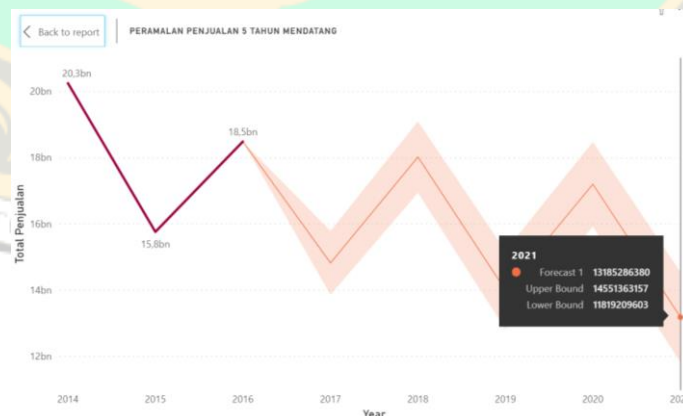 Back to report
PERAMALAN PENJUALAN 5 TAHUN MENDATANG
Total Penjualan
20bn
18bn
16bn
14bn
12bn
20,3bn
15,8bn
18,5bn
2021
Forecast 1 13185286380
Upper Bound 14551363157
Lower Bound 11819209603
2014 2015 2016 2017 2018 2019 2020
Year